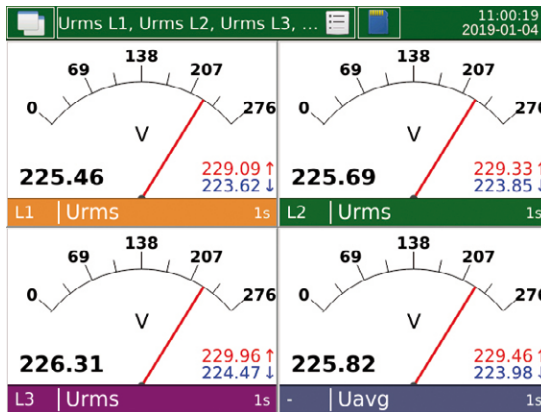 Urms L1, Urms L2, Urms L3, ...
11:00:19
2019-01-04
0 69 138 207 276
V
225.46
229.09 ↑
223.62 ↓
L1 Urms 1s
0 69 138 207 276
V
225.69
229.33 ↑
223.85 ↓
L2 Urms 1s
0 69 138 207 276
V
226.31
229.96 ↑
224.47 ↓
L3 Urms 1s
0 69 138 207 276
V
225.82
229.46 ↑
223.98 ↓
- Uavg 1s